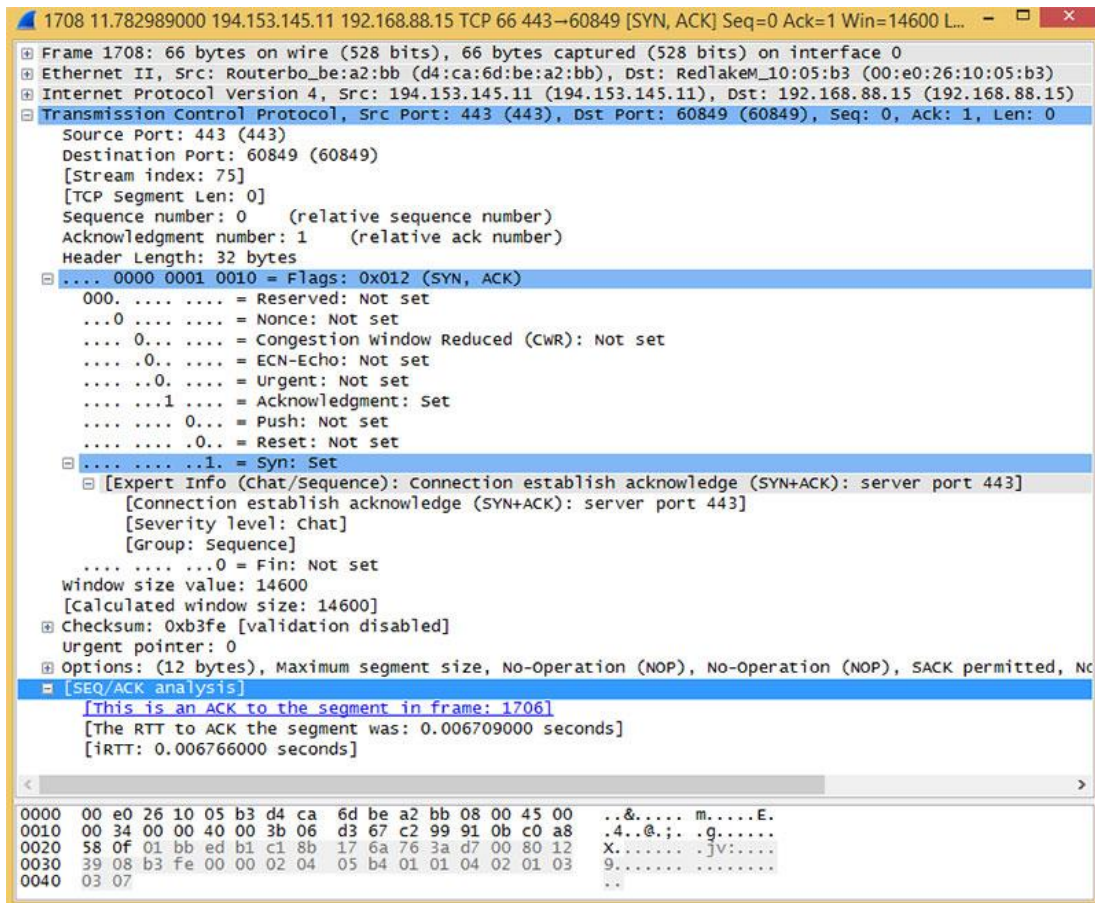 1708 11.782989000 194.153.145.11 192.168.88.15 TCP 66 443→60849 [SYN, ACK] Seq=0 Ack=1 Win=14600 L...
Frame 1708: 66 bytes on wire (528 bits), 66 bytes captured (528 bits) on interface 0
Ethernet II, Src: Routerbo_be:a2:bb (d4:ca:6d:be:a2:bb), Dst: RedlakeM_10:05:b3 (00:e0:26:10:05:b3)
Internet Protocol Version 4, Src: 194.153.145.11 (194.153.145.11), Dst: 192.168.88.15 (192.168.88.15)
Transmission Control Protocol, Src Port: 443 (443), Dst Port: 60849 (60849), Seq: 0, Ack: 1, Len: 0
Source Port: 443 (443)
Destination Port: 60849 (60849)
[Stream index: 75]
[TCP Segment Len: 0]
Sequence number: 0    (relative sequence number)
Acknowledgment number: 1    (relative ack number)
Header Length: 32 bytes
.... 0000 0001 0010 = Flags: 0x012 (SYN, ACK)
000. .... .... = Reserved: Not set
...0 .... .... = Nonce: Not set
.... 0... .... = Congestion Window Reduced (CWR): Not set
.... .0.. .... = ECN-Echo: Not set
.... ..0. .... = Urgent: Not set
.... ...1 .... = Acknowledgment: Set
.... .... 0... = Push: Not set
.... .... .0.. = Reset: Not set
.... .... ..1. = Syn: Set
[Expert Info (Chat/Sequence): Connection establish acknowledge (SYN+ACK): server port 443]
[Connection establish acknowledge (SYN+ACK): server port 443]
[Severity level: Chat]
[Group: Sequence]
.... .... ...0 = Fin: Not set
Window size value: 14600
[Calculated window size: 14600]
Checksum: 0xb3fe [validation disabled]
Urgent pointer: 0
Options: (12 bytes), Maximum segment size, No-Operation (NOP), No-Operation (NOP), SACK permitted, No
[SEQ/ACK analysis]
[This is an ACK to the segment in frame: 1706]
[The RTT to ACK the segment was: 0.006709000 seconds]
[iRTT: 0.006766000 seconds]
0000 00 e0 26 10 05 b3 d4 ca 6d be a2 bb 08 00 45 00 ..&..... m.....E.
0010 00 34 00 00 40 00 3b 06 d3 67 c2 99 91 0b c0 a8 .4..@.;. .g......
0020 58 0f 01 bb ed b1 c1 8b 17 6a 76 3a d7 00 80 12 X....... .jv:....
0030 39 08 b3 fe 00 00 02 04 05 b4 01 01 04 02 01 03 9....... ........
0040 03 07 ..